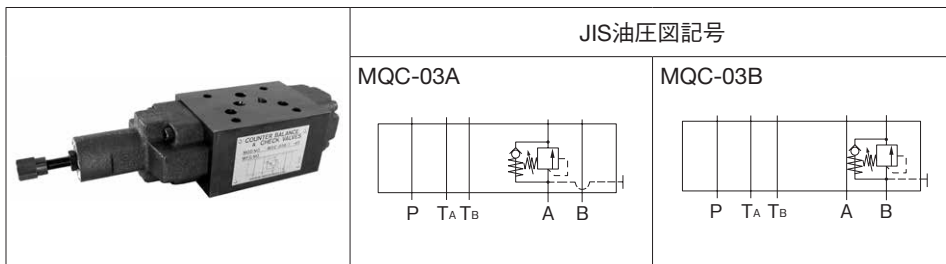 JIS油圧図記号
MQC-03A
MQC-03B
COUNTER BALANCE
& CHECK VALVES
P TA TB A B
P TA TB A B